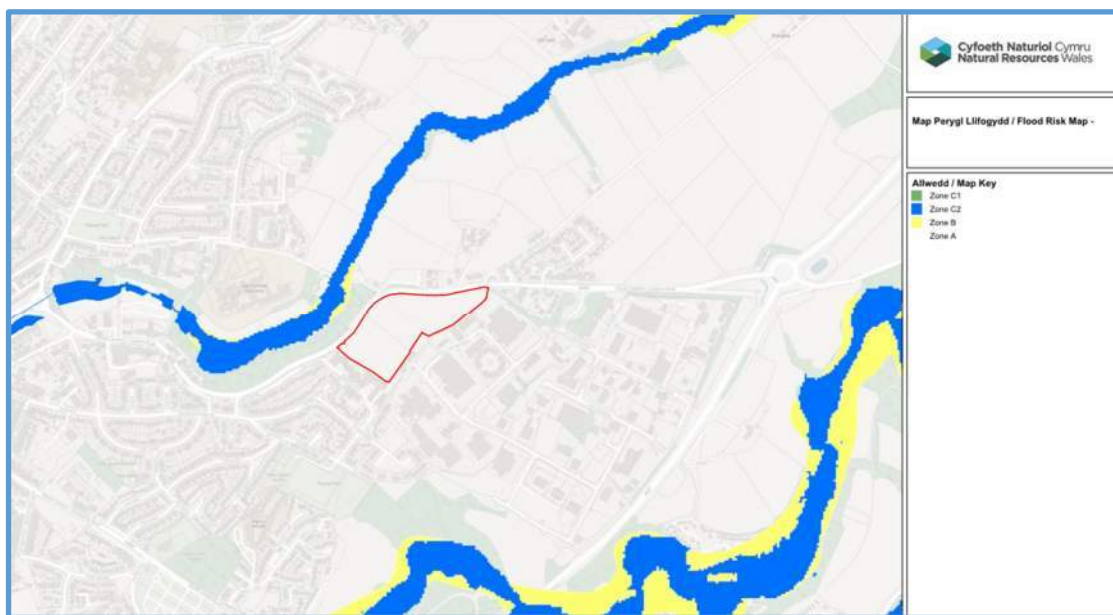 Cyfoeth Naturiol Cymru
Natural Resources Wales
Map Perygl Llifogydd / Flood Risk Map -
Allwedd / Map Key
Zone C1
Zone C2
Zone B
Zone A